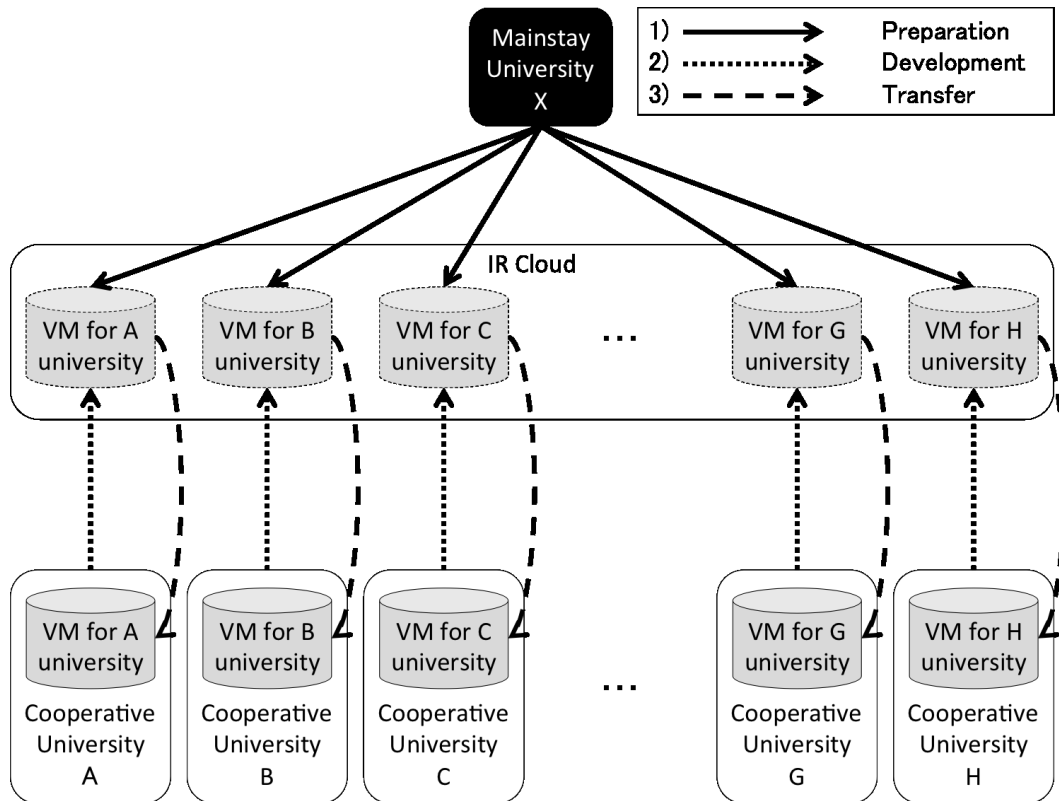 Mainstay
University
X
1) Preparation
2) Development
3) Transfer
IR Cloud
VM for A
university
VM for B
university
VM for C
university
...
VM for G
university
VM for H
university
VM for A
university
Cooperative
University
A
VM for B
university
Cooperative
University
B
VM for C
university
Cooperative
University
C
...
VM for G
university
Cooperative
University
G
VM for H
university
Cooperative
University
H